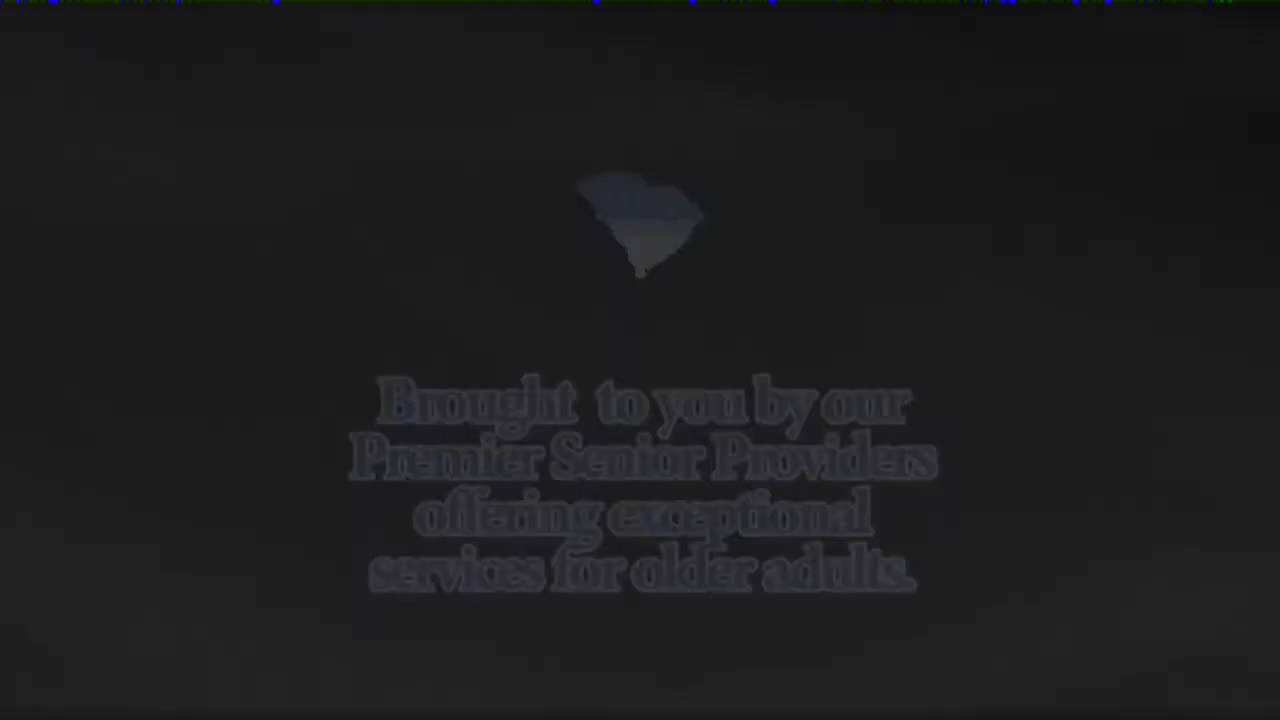 Brought to you by our
Premier Senior Providers
offering exceptional
services for older adults.